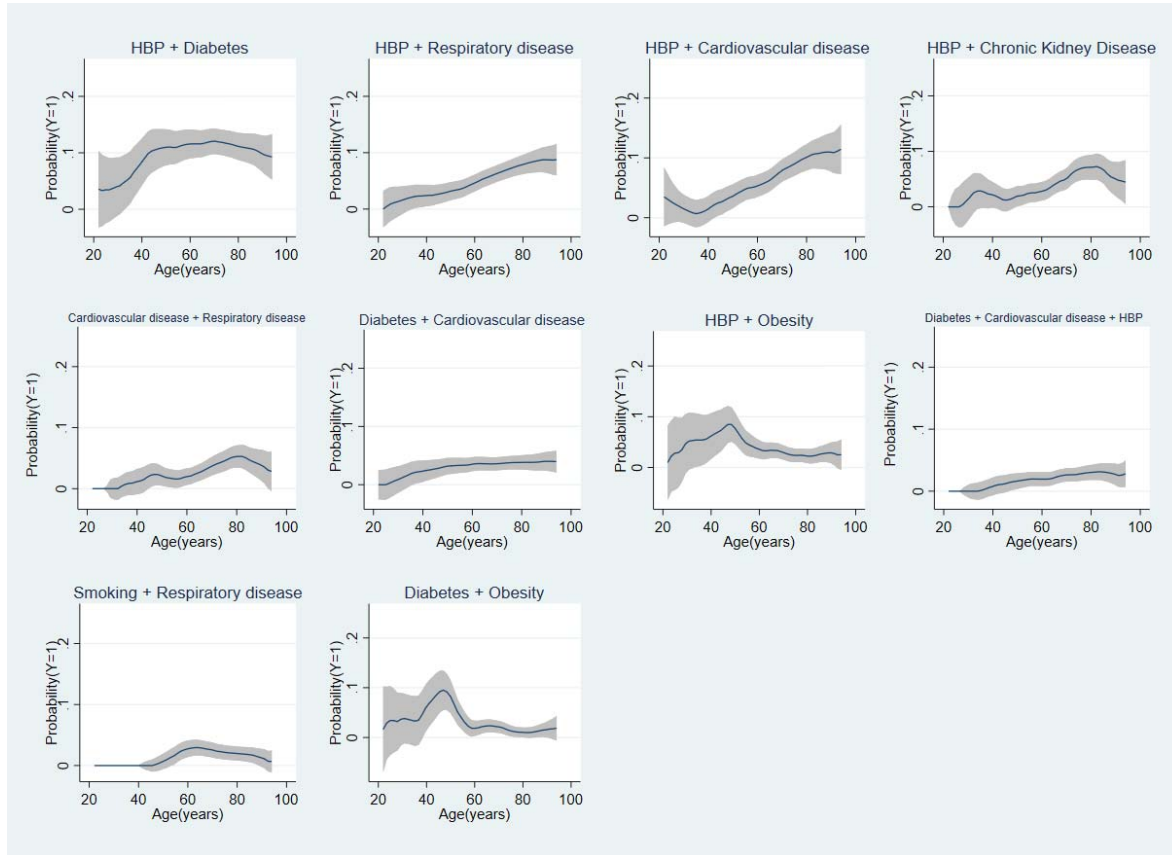 HBP + Diabetes
Probability(Y=1)
.2
.1
0
20 40 60 80 100
Age(years)
HBP + Respiratory disease
Probability(Y=1)
.2
.1
0
20 40 60 80 100
Age(years)
HBP + Cardiovascular disease
Probability(Y=1)
.2
.1
0
20 40 60 80 100
Age(years)
HBP + Chronic Kidney Disease
Probability(Y=1)
.2
.1
0
20 40 60 80 100
Age(years)
Cardiovascular disease + Respiratory disease
Probability(Y=1)
.2
.1
0
20 40 60 80 100
Age(years)
Diabetes + Cardiovascular disease
Probability(Y=1)
.2
.1
0
20 40 60 80 100
Age(years)
HBP + Obesity
Probability(Y=1)
.2
.1
0
20 40 60 80 100
Age(years)
Diabetes + Cardiovascular disease + HBP
Probability(Y=1)
.2
.1
0
20 40 60 80 100
Age(years)
Smoking + Respiratory disease
Probability(Y=1)
.2
.1
0
20 40 60 80 100
Age(years)
Diabetes + Obesity
Probability(Y=1)
.2
.1
0
20 40 60 80 100
Age(years)